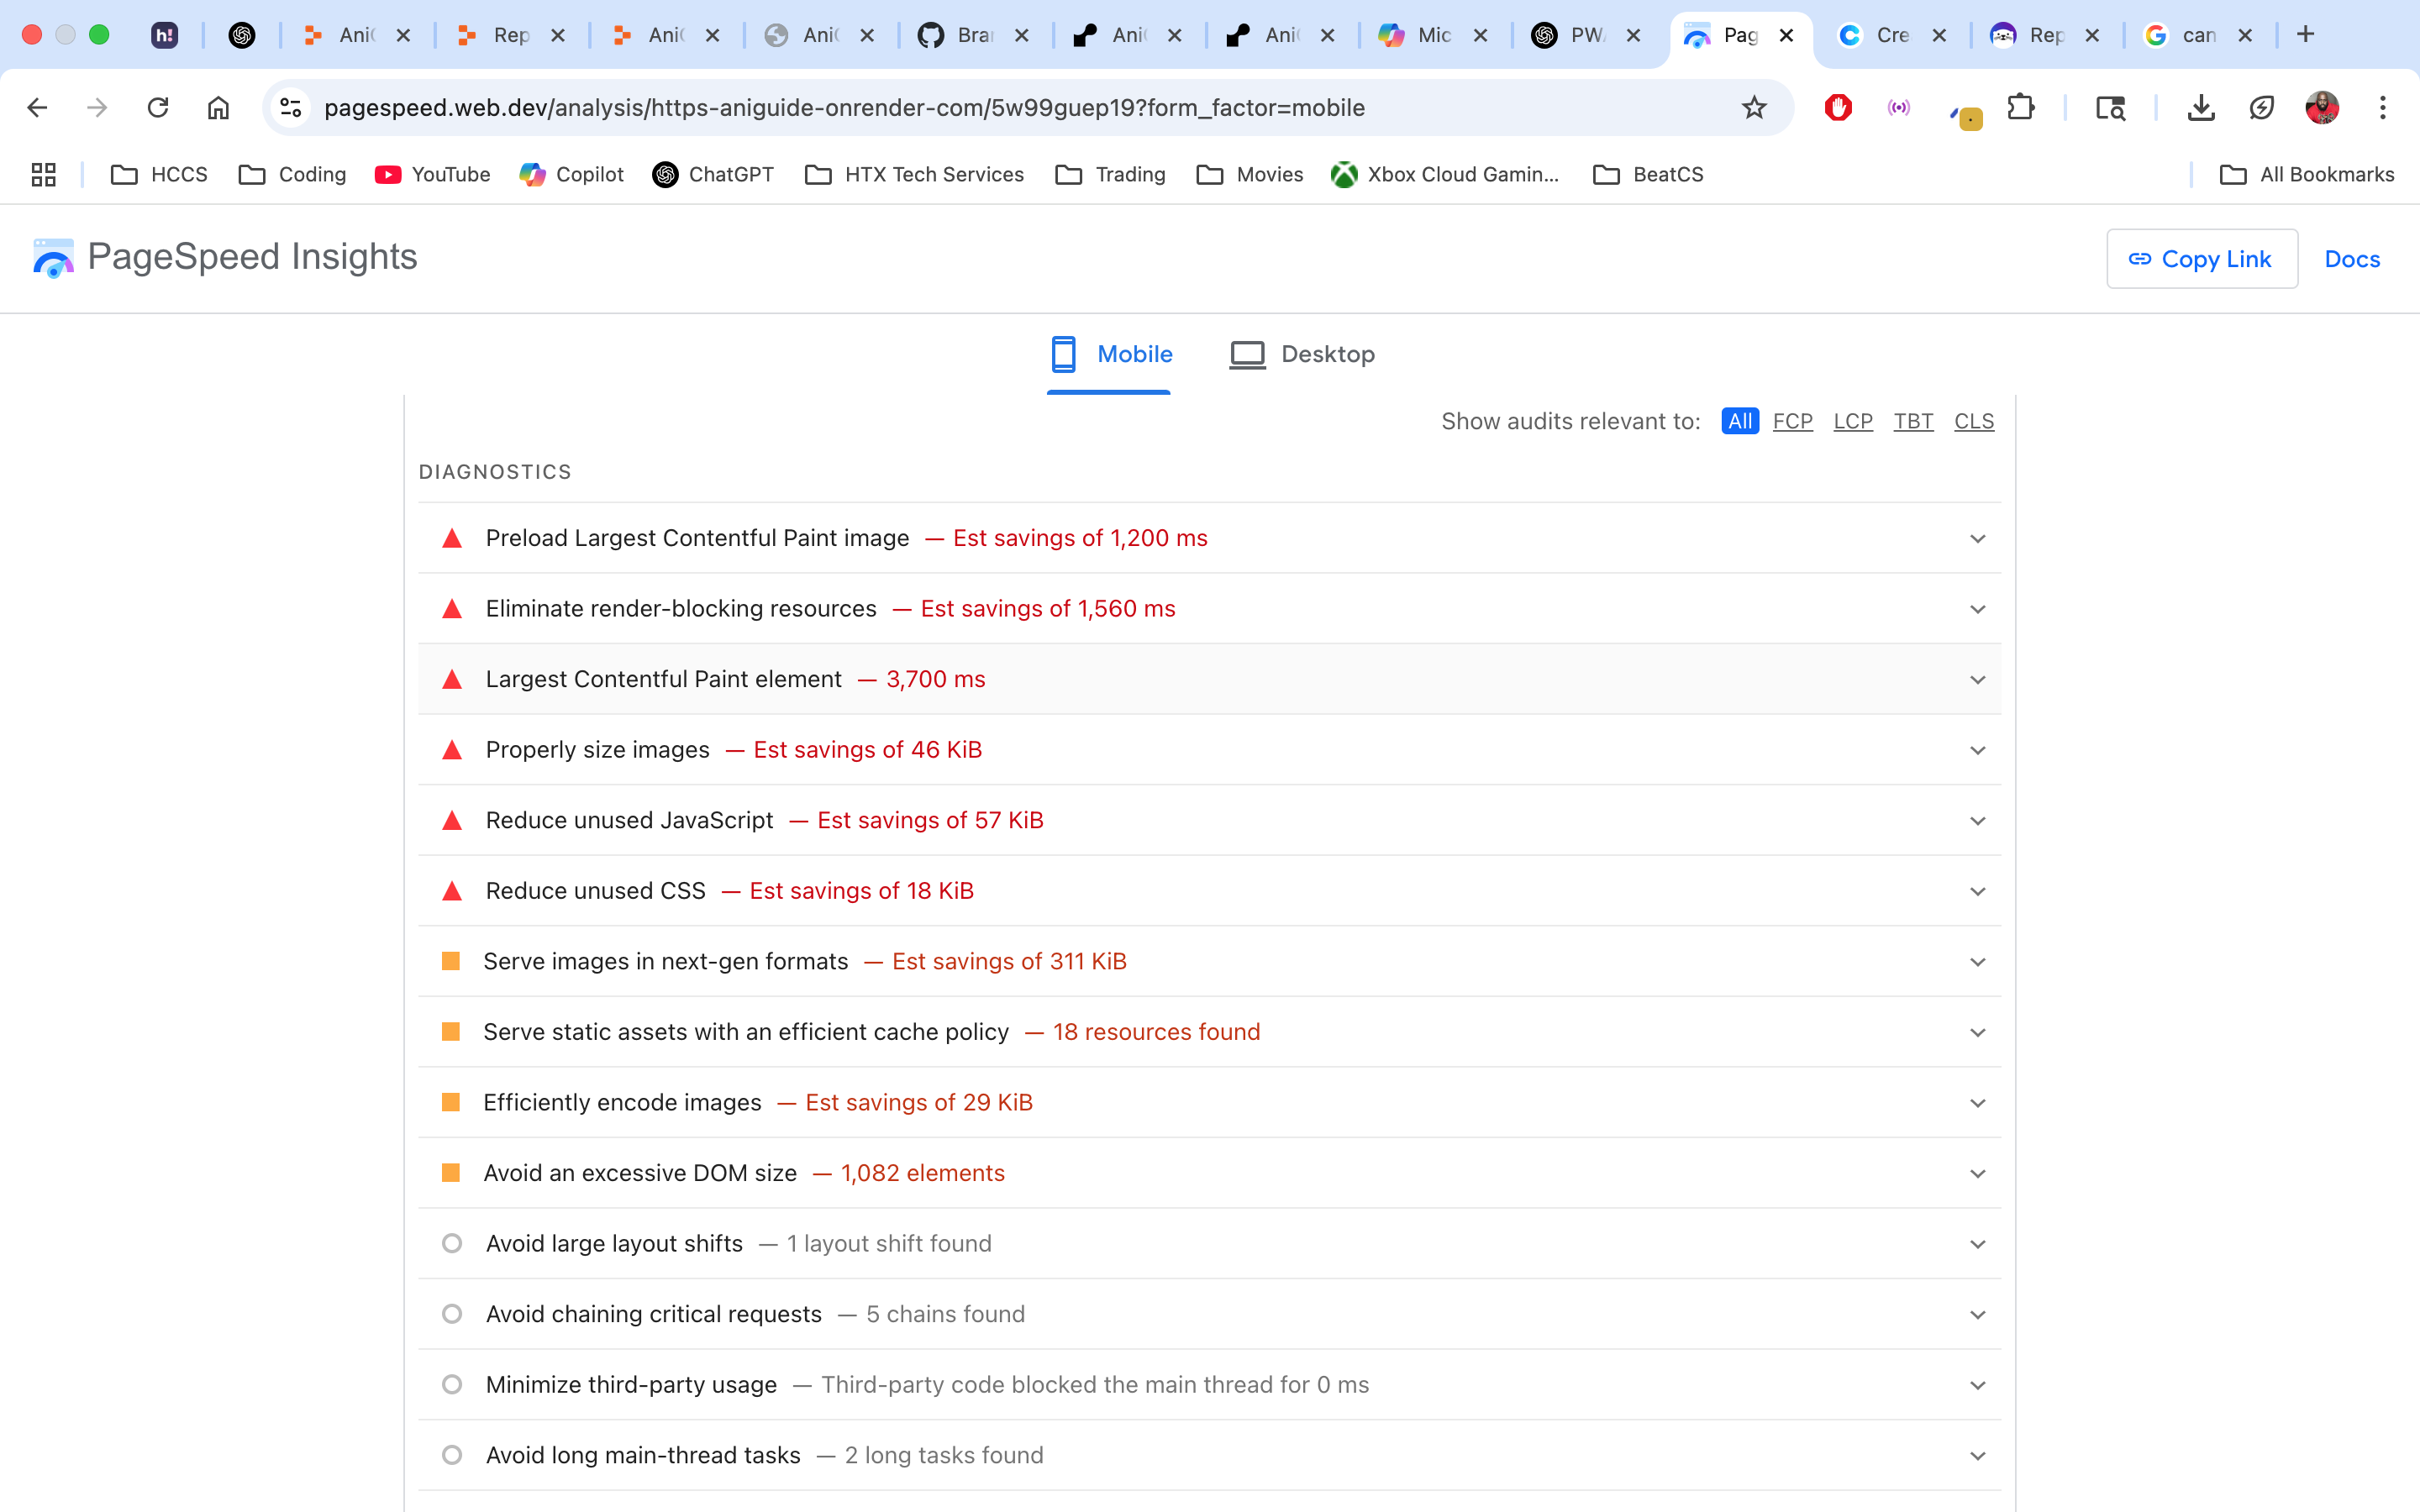 h! Ani Rep Ani Ani Bra Ani Ani Mic PW Pag Cre Rep can
pagespeed.web.dev/analysis/https-aniguide-onrender-com/5w99guep19?form_factor=mobile
HCCS Coding YouTube Copilot ChatGPT HTX Tech Services Trading Movies Xbox Cloud Gamin... BeatCS All Bookmarks
PageSpeed Insights Copy Link Docs
Mobile Desktop
Show audits relevant to: All FCP LCP TBT CLS
DIAGNOSTICS
Preload Largest Contentful Paint image — Est savings of 1,200 ms
Eliminate render-blocking resources — Est savings of 1,560 ms
Largest Contentful Paint element — 3,700 ms
Properly size images — Est savings of 46 KiB
Reduce unused JavaScript — Est savings of 57 KiB
Reduce unused CSS — Est savings of 18 KiB
Serve images in next-gen formats — Est savings of 311 KiB
Serve static assets with an efficient cache policy — 18 resources found
Efficiently encode images — Est savings of 29 KiB
Avoid an excessive DOM size — 1,082 elements
Avoid large layout shifts — 1 layout shift found
Avoid chaining critical requests — 5 chains found
Minimize third-party usage — Third-party code blocked the main thread for 0 ms
Avoid long main-thread tasks — 2 long tasks found